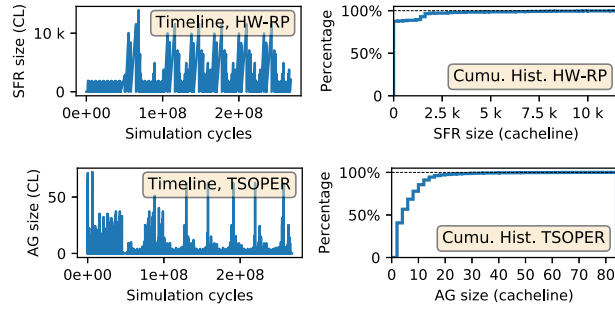 SFR size (CL)
10 k
0
Timeline, HW-RP
0e+00
1e+08
2e+08
Simulation cycles
Percentage
100%
50%
0
Cumu. Hist. HW-RP
0
2.5 k
5 k
7.5 k
10 k
SFR size (cacheline)
AG size (CL)
50
0
Timeline, TSOPER
0e+00
1e+08
2e+08
Simulation cycles
Percentage
100%
50%
0
Cumu. Hist. TSOPER
0
10
20
30
40
50
60
70
80
AG size (cacheline)